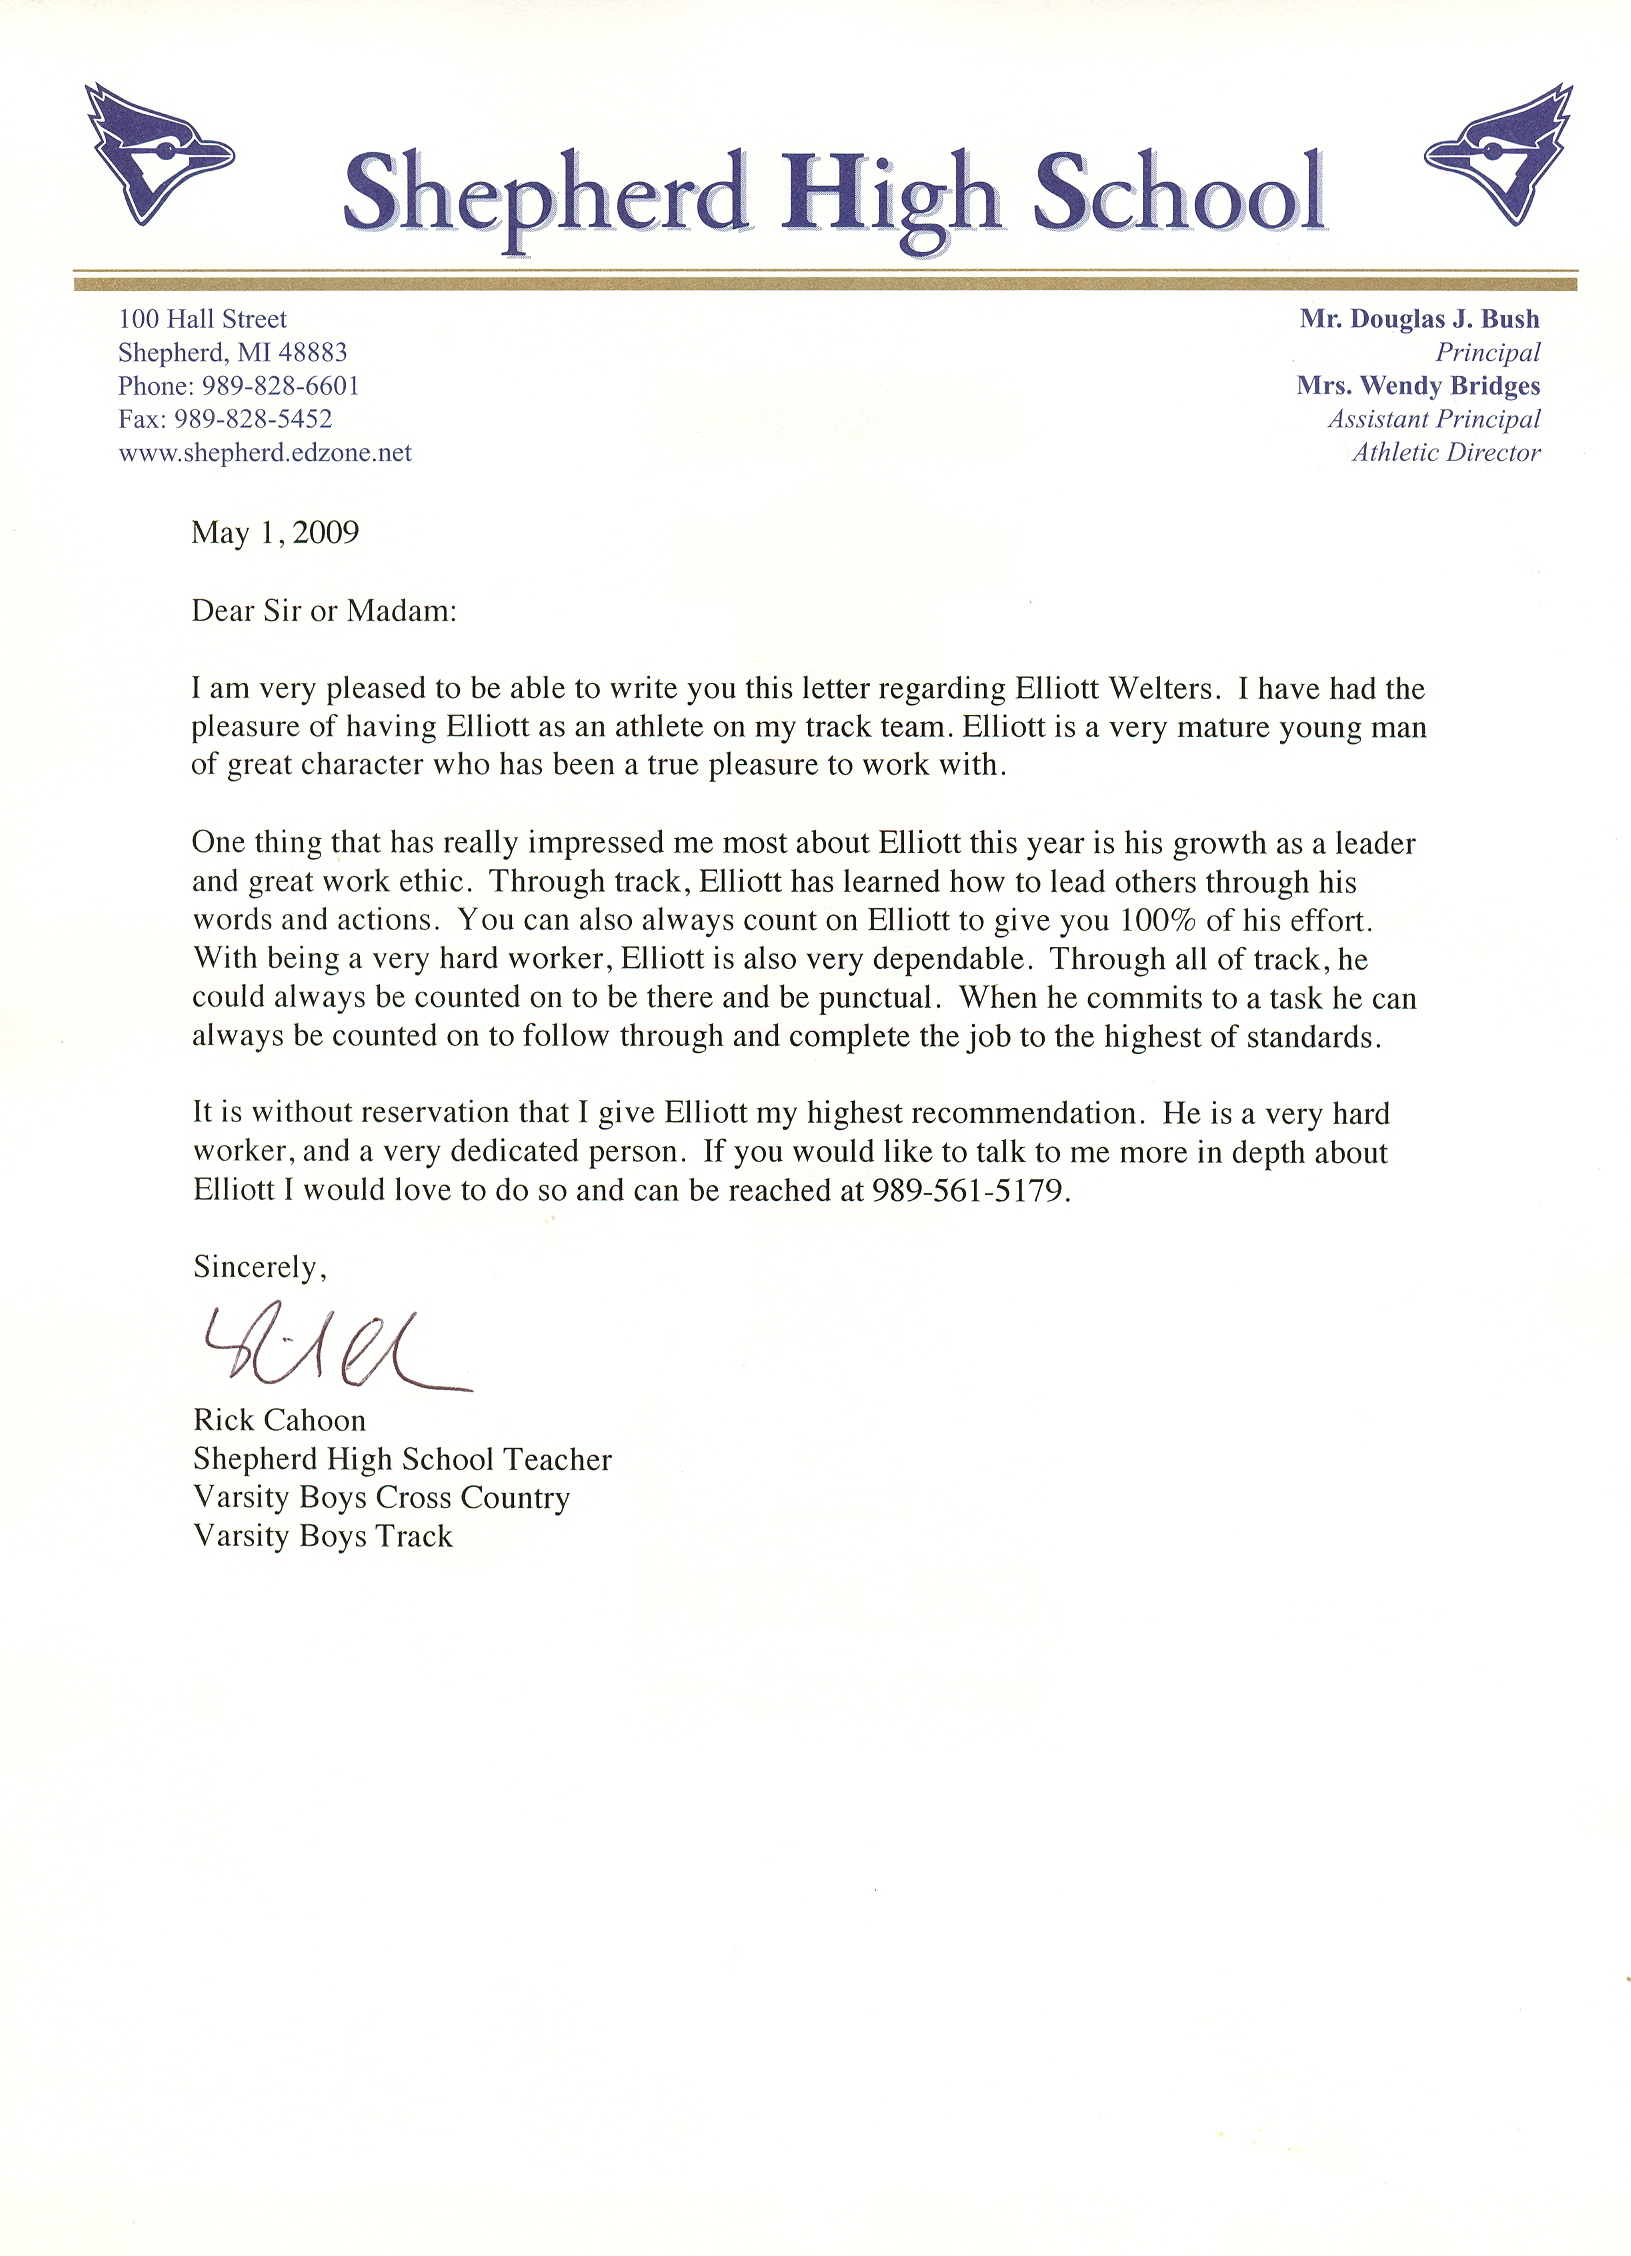 Shepherd High School
100 Hall Street
Shepherd, MI 48883
Phone: 989-828-6601
Fax: 989-828-5452
www.shepherd.edzone.net
Mr. Douglas J. Bush
Principal
Mrs. Wendy Bridges
Assistant Principal
Athletic Director
May 1, 2009
Dear Sir or Madam:
I am very pleased to be able to write you this letter regarding Elliott Welters. I have had the
pleasure of having Elliott as an athlete on my track team. Elliott is a very mature young man
of great character who has been a true pleasure to work with.
One thing that has really impressed me most about Elliott this year is his growth as a leader
and great work ethic. Through track, Elliott has learned how to lead others through his
words and actions. You can also always count on Elliott to give you 100% of his effort.
With being a very hard worker, Elliott is also very dependable. Through all of track, he
could always be counted on to be there and be punctual. When he commits to a task he can
always be counted on to follow through and complete the job to the highest of standards.
It is without reservation that I give Elliott my highest recommendation. He is a very hard
worker, and a very dedicated person. If you would like to talk to me more in depth about
Elliott I would love to do so and can be reached at 989-561-5179.
Sincerely,
Rick Cahoon
Shepherd High School Teacher
Varsity Boys Cross Country
Varsity Boys Track